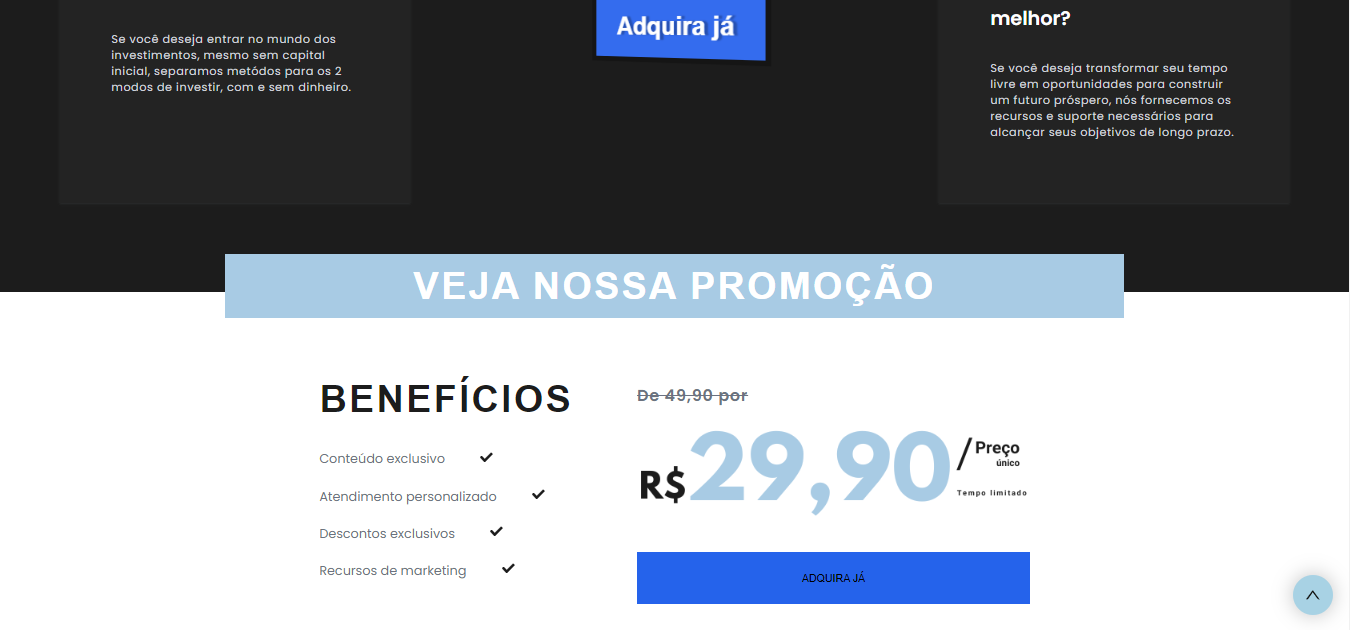 Se você deseja entrar no mundo dos
investimentos, mesmo sem capital
inicial, separamos metódos para os 2
modos de investir, com e sem dinheiro.
Adquira já
melhor?
Se você deseja transformar seu tempo
livre em oportunidades para construir
um futuro próspero, nós fornecemos os
recursos e suporte necessários para
alcançar seus objetivos de longo prazo.
VEJA NOSSA PROMOÇÃO
BENEFÍCIOS
Conteúdo exclusivo
Atendimento personalizado
Descontos exclusivos
Recursos de marketing
De 49,90 por
R$29,90/Preço
único
Tempo limitado
ADQUIRA JÁ